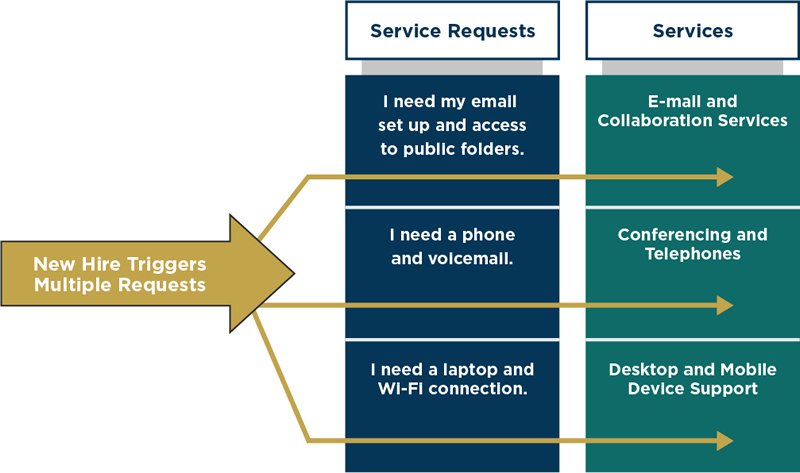 Service Requests
Services
I need my email
set up and access
to public folders.
E-mail and
Collaboration Services
New Hire Triggers
Multiple Requests
I need a phone
and voicemail.
Conferencing and
Telephones
I need a laptop and
Wi-Fi connection.
Desktop and Mobile
Device Support